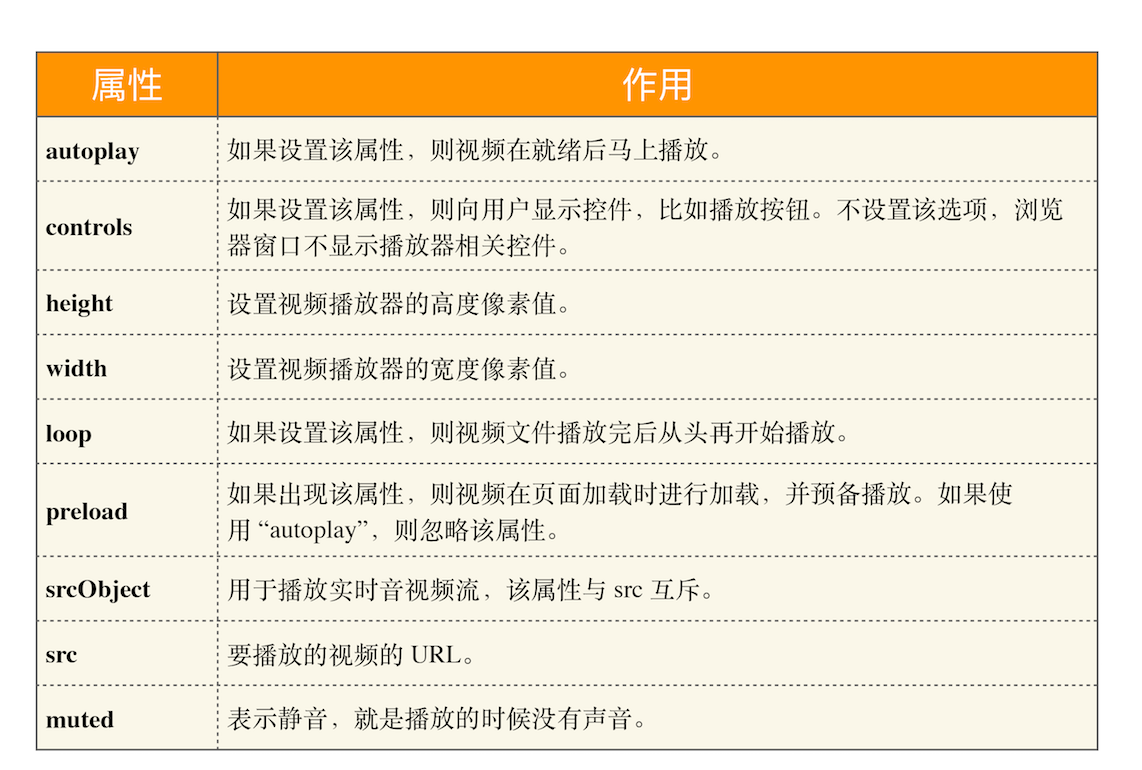 属性 作用
autoplay 如果设置该属性，则视频在就绪后马上播放。
controls 如果设置该属性，则向用户显示控件，比如播放按钮。不设置该选项，浏览
器窗口不显示播放器相关控件。
height 设置视频播放器的高度像素值。
width 设置视频播放器的宽度像素值。
loop 如果设置该属性，则视频文件播放完后从头再开始播放。
preload 如果出现该属性，则视频在页面加载时进行加载，并预备播放。如果使
用 “autoplay”，则忽略该属性。
srcObject 用于播放实时音视频流，该属性与 src 互斥。
src 要播放的视频的 URL。
muted 表示静音，就是播放的时候没有声音。